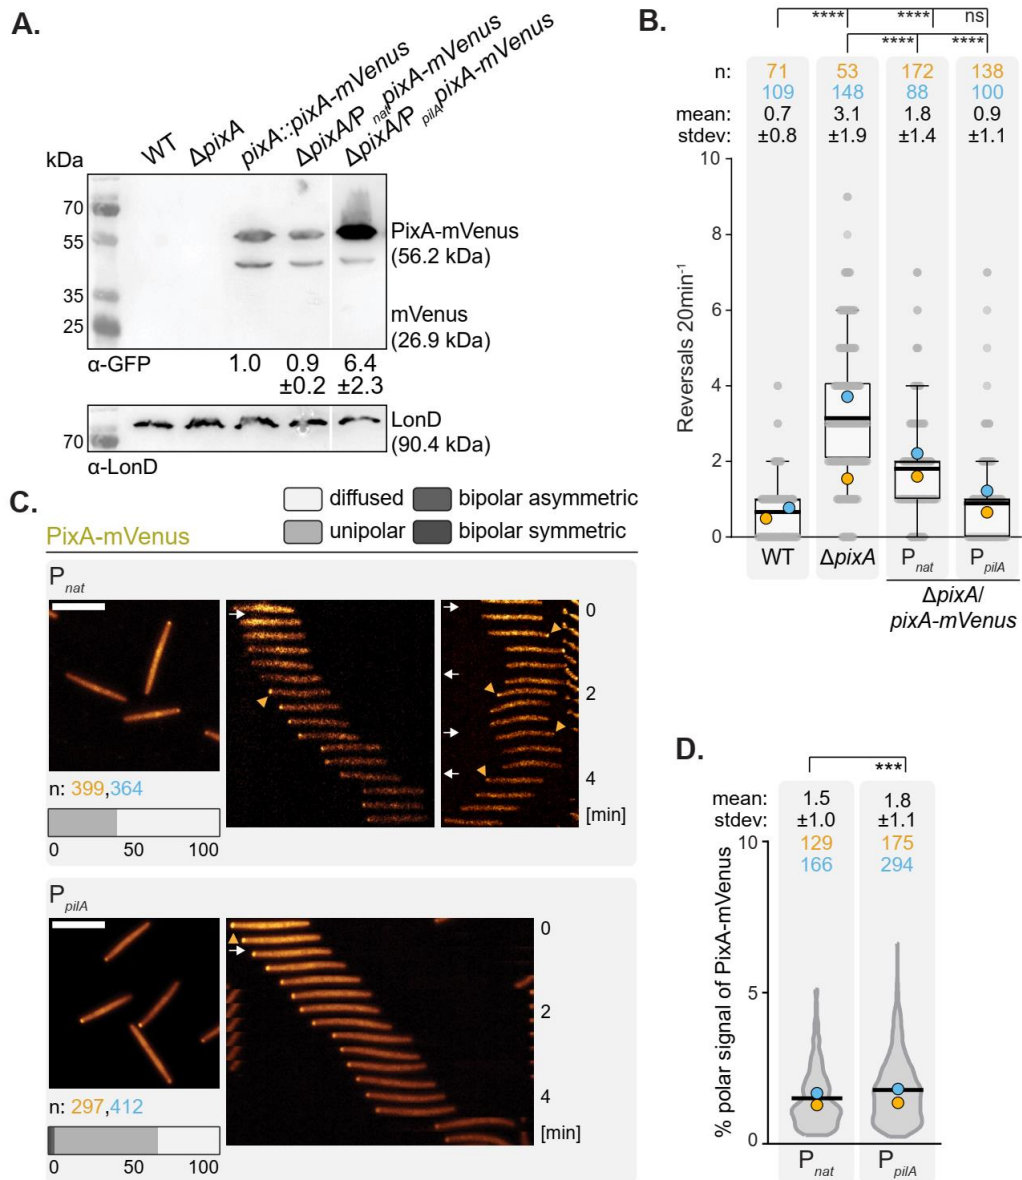 A.
WT
ΔpixA
pixA::pixA-mVenus
ΔpixA/P nat pixA-mVenus
ΔpixA/P pilA pixA-mVenus
kDa
70
55
35
25
PixA-mVenus
(56.2 kDa)
mVenus
(26.9 kDa)
α-GFP
1.0
0.9
±0.2
6.4
±2.3
70
LonD
(90.4 kDa)
α-LonD
B.
**** **** ns
**** ****
n: 71 53 172 138
109 148 88 100
mean: 0.7 3.1 1.8 0.9
stdev: ±0.8 ±1.9 ±1.4 ±1.1
Reversals 20min-1
10
8
6
4
2
0
WT ΔpixA Pnat PpilA
ΔpixA/
pixA-mVenus
C.
diffused
bipolar asymmetric
unipolar
bipolar symmetric
PixA-mVenus
Pnat
0
2
4
[min]
n: 399,364
0 50 100
PpilA
0
2
4
[min]
n: 297,412
0 50 100
D.
***
mean: 1.5 1.8
stdev: ±1.0 ±1.1
129 175
166 294
% polar signal of PixA-mVenus
10
5
0
Pnat PpilA